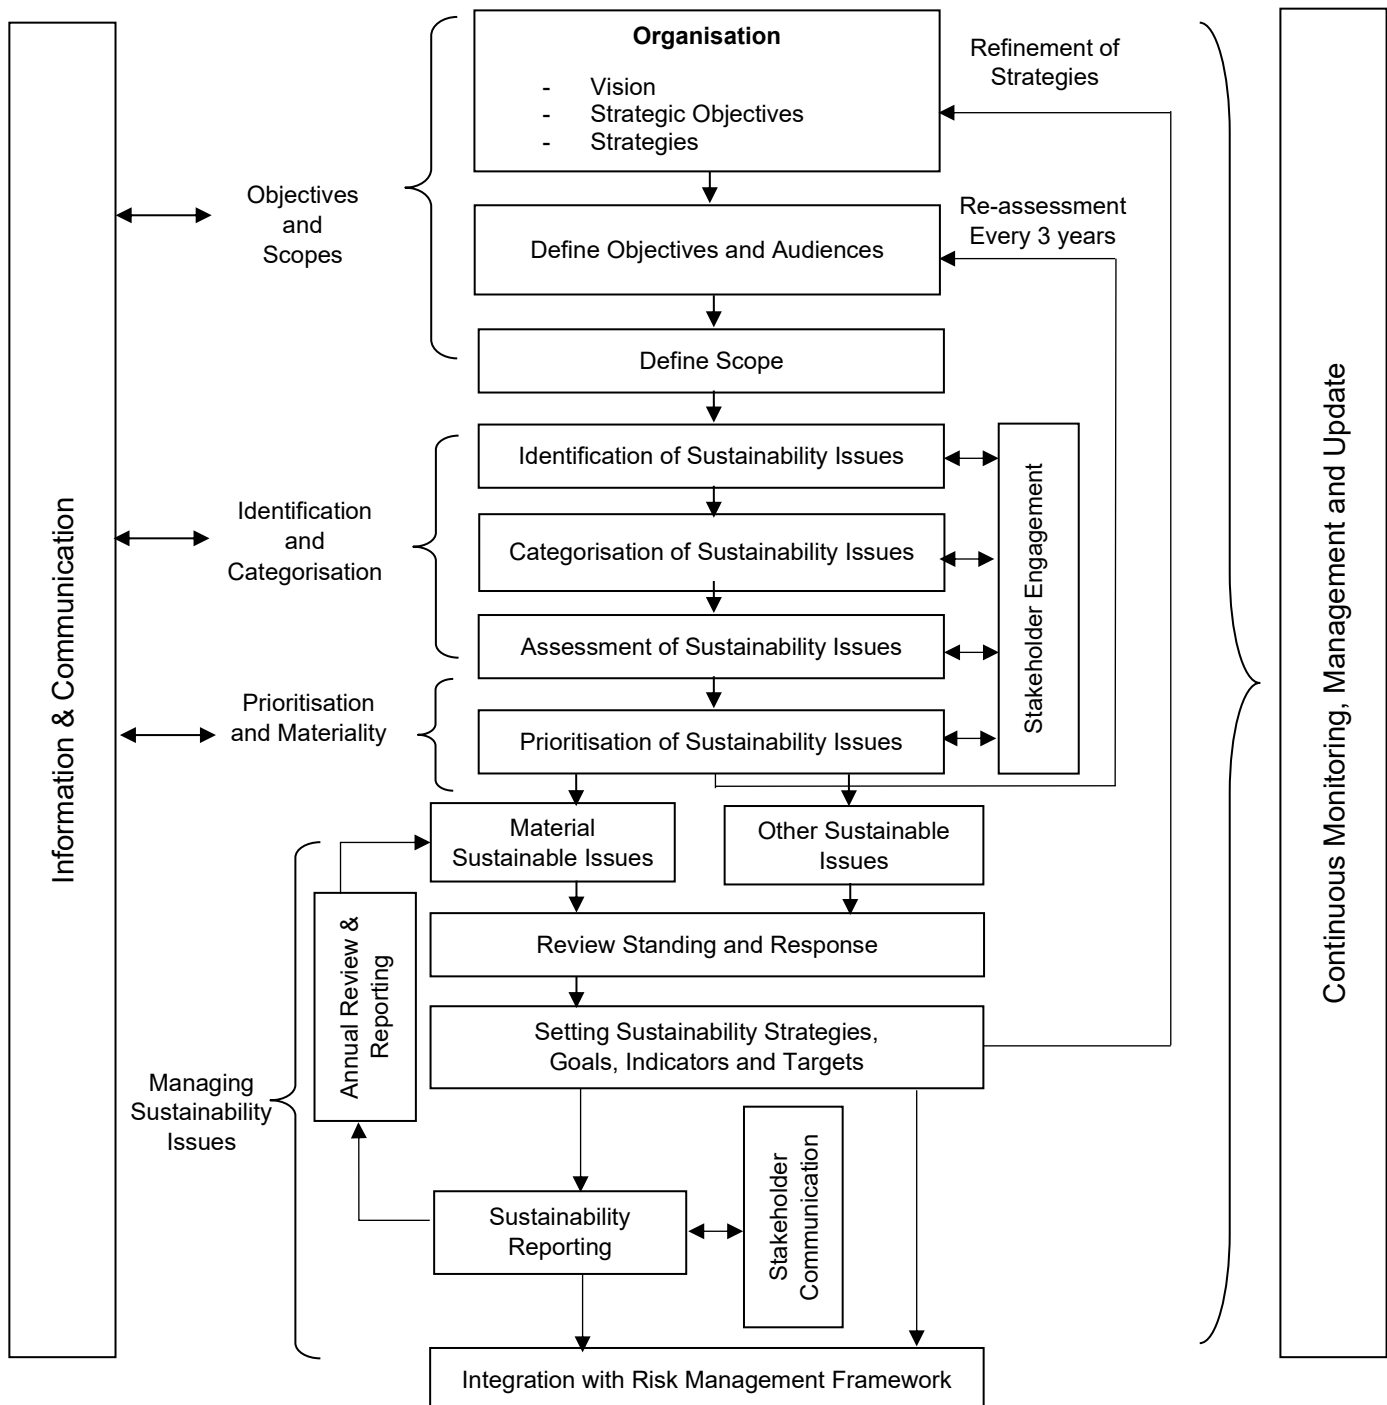 Organisation
- Vision
- Strategic Objectives
- Strategies
Refinement of
Strategies
Objectives
and
Scopes
Define Objectives and Audiences
Re-assessment
Every 3 years
Define Scope
Information & Communication
Continuous Monitoring, Management and Update
Identification
and
Categorisation
Identification of Sustainability Issues
Categorisation of Sustainability Issues
Assessment of Sustainability Issues
Stakeholder Engagement
Prioritisation
and Materiality
Prioritisation of Sustainability Issues
Material
Sustainable Issues
Other Sustainable
Issues
Annual Review &
Reporting
Review Standing and Response
Setting Sustainability Strategies,
Goals, Indicators and Targets
Managing
Sustainability
Issues
Sustainability
Reporting
Stakeholder
Communication
Integration with Risk Management Framework